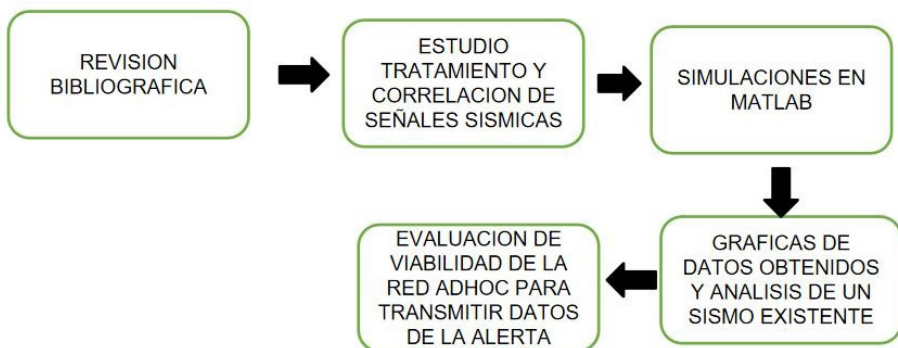 REVISION
BIBLIOGRAFICA
ESTUDIO
TRATAMIENTO Y
CORRELACION DE
SEÑALES SISMICAS
SIMULACIONES EN
MATLAB
GRAFICAS DE
DATOS OBTENIDOS
Y ANALISIS DE UN
SISMO EXISTENTE
EVALUACION DE
VIABILIDAD DE LA
RED ADHOC PARA
TRANSMITIR DATOS
DE LA ALERTA